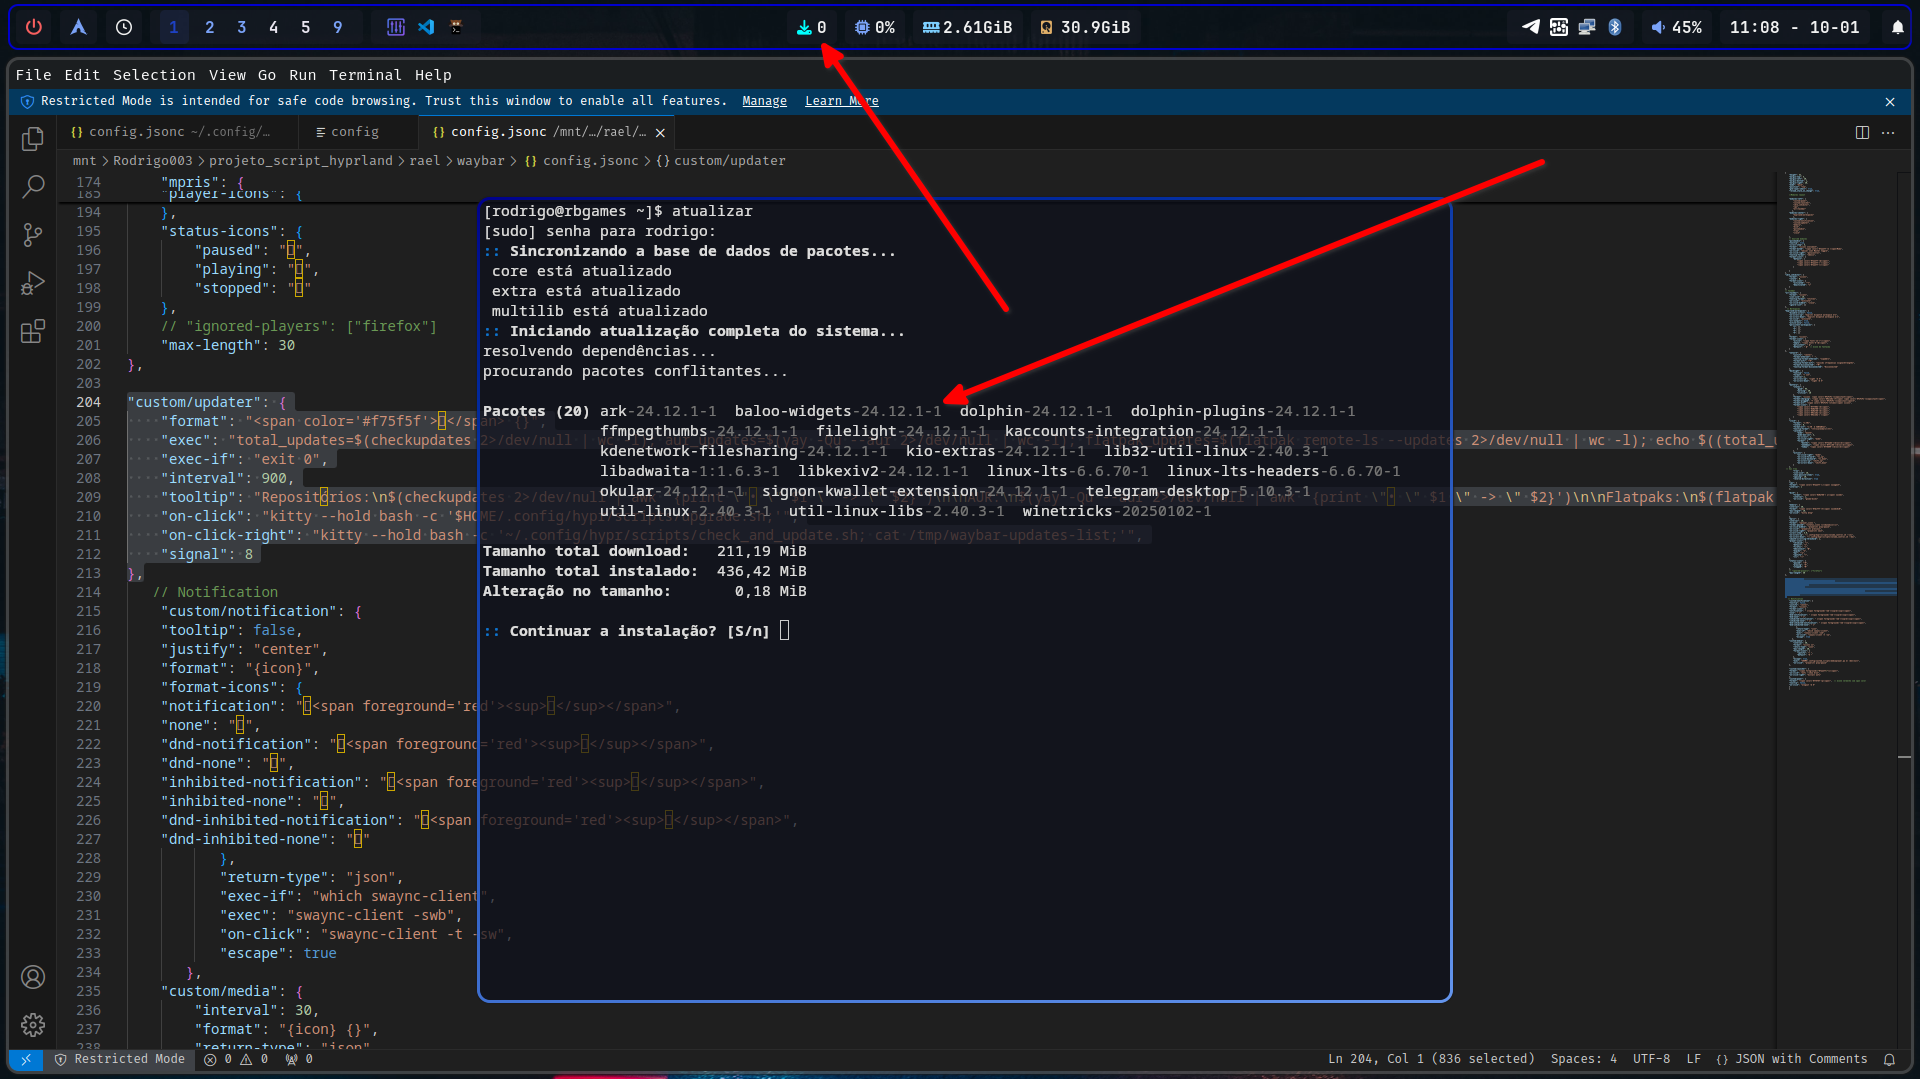 1 2 3 4 5 9
0
0%
2.61GiB
30.9GiB
45%
11:08 - 10-01
File Edit Selection View Go Run Terminal Help
Restricted Mode is intended for safe code browsing. Trust this window to enable all features. Manage Learn More
{} config.jsonc ~/.config/…
config
{} config.jsonc /mnt/…/rael/…
mnt > Rodrigo003 > projeto_script_hyprland > rael > waybar > {} config.jsonc > {} custom/updater
174 "mpris": {
185 "player-icons": {
194 },
195 "status-icons": {
196 "paused": "",
197 "playing": "",
198 "stopped": ""
199 },
200 // "ignored-players": ["firefox"]
201 "max-length": 30
202 },
203
204 "custom/updater": {
205 "format": "<span color='#f75f5f'></span> {}",
206 "exec": "total_updates=$(checkupdates 2>/dev/null | wc -l); aur_updates=$(yay -Qu --aur 2>/dev/null | wc -l); flatpak_updates=$(flatpak remote-ls --updates 2>/dev/null | wc -l); echo $((total_u
207 "exec-if": "exit 0",
208 "interval": 900,
209 "tooltip": "Repositórios:\n$(checkupdates 2>/dev/null | awk '{print \"• \" $1 \" -> \" $2}')\n\nFlatpaks:\n$(flatpak
210 "on-click": "kitty --hold bash -c '$HOME/.config/hypr/scripts/upgrade.sh;'",
211 "on-click-right": "kitty --hold bash -c '~/.config/hypr/scripts/check_and_update.sh; cat /tmp/waybar-updates-list;'",
212 "signal": 8
213 },
214 // Notification
215 "custom/notification": {
216 "tooltip": false,
217 "justify": "center",
218 "format": "{icon}",
219 "format-icons": {
220 "notification": "<span foreground='red'><sup></sup></span>",
221 "none": "",
222 "dnd-notification": "<span foreground='red'><sup></sup></span>",
223 "dnd-none": "",
224 "inhibited-notification": "<span foreground='red'><sup></sup></span>",
225 "inhibited-none": "",
226 "dnd-inhibited-notification": "<span foreground='red'><sup></sup></span>",
227 "dnd-inhibited-none": ""
228 },
229 "return-type": "json",
230 "exec-if": "which swaync-client",
231 "exec": "swaync-client -swb",
232 "on-click": "swaync-client -t -sw",
233 "escape": true
234 },
235 "custom/media": {
236 "interval": 30,
237 "format": "{icon} {}",
238 "return-type": "json"
[rodrigo@rbgames ~]$ atualizar
[sudo] senha para rodrigo:
:: Sincronizando a base de dados de pacotes...
core está atualizado
extra está atualizado
multilib está atualizado
:: Iniciando atualização completa do sistema...
resolvendo dependências...
procurando pacotes conflitantes...
Pacotes (20) ark-24.12.1-1 baloo-widgets-24.12.1-1 dolphin-24.12.1-1 dolphin-plugins-24.12.1-1
ffmpegthumbs-24.12.1-1 filelight-24.12.1-1 kaccounts-integration-24.12.1-1
kdenetwork-filesharing-24.12.1-1 kio-extras-24.12.1-1 lib32-util-linux-2.40.3-1
libadwaita-1:1.6.3-1 libkexiv2-24.12.1-1 linux-lts-6.6.70-1 linux-lts-headers-6.6.70-1
okular-24.12.1-1 signon-kwallet-extension-24.12.1-1 telegram-desktop-5.10.3-1
util-linux-2.40.3-1 util-linux-libs-2.40.3-1 winetricks-20250102-1
Tamanho total download: 211,19 MiB
Tamanho total instalado: 436,42 MiB
Alteração no tamanho: 0,18 MiB
:: Continuar a instalação? [S/n]
Restricted Mode 0 0 0
Ln 204, Col 1 (836 selected) Spaces: 4 UTF-8 LF {} JSON with Comments